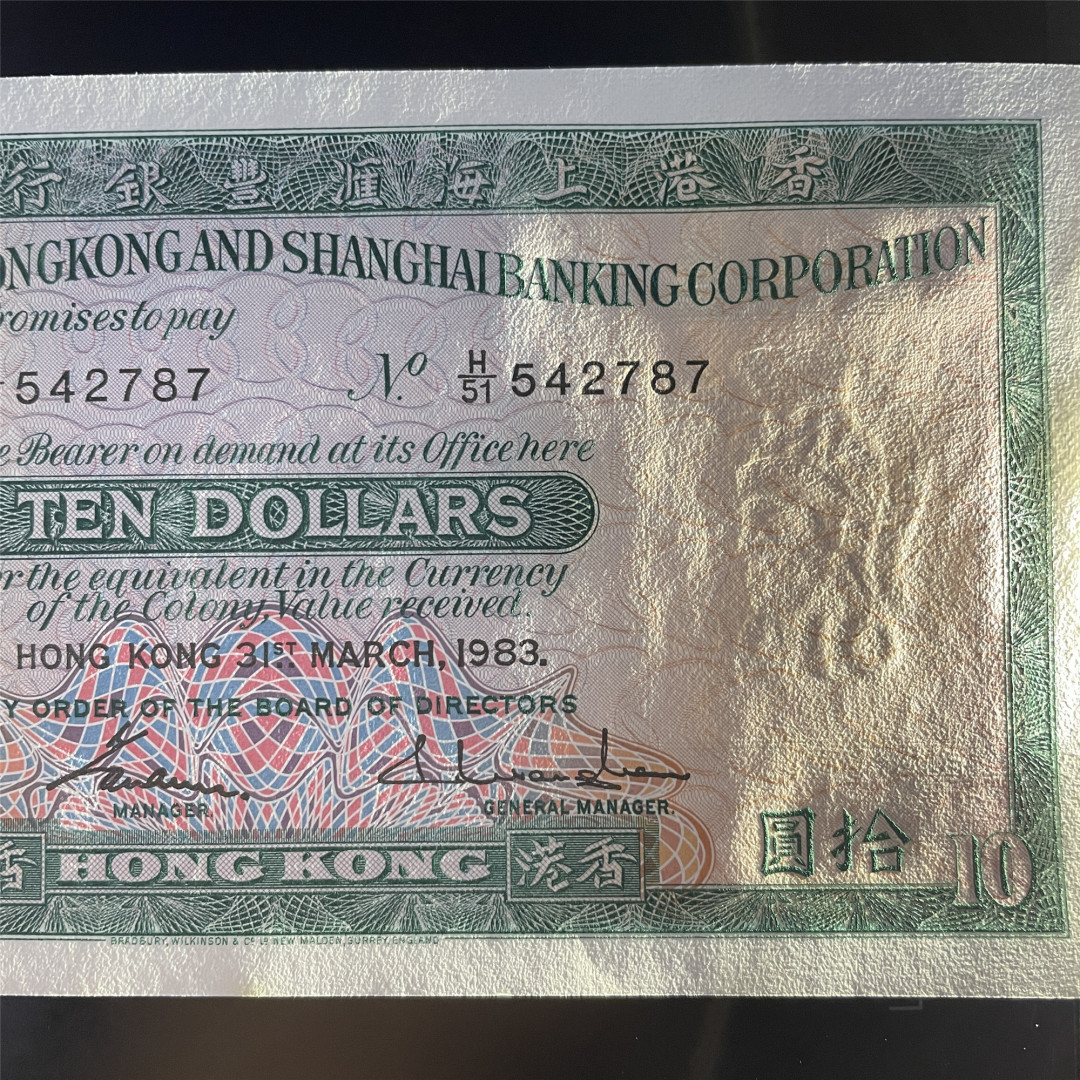 行銀豐滙海上港香
ONGKONG AND SHANGHAI BANKING CORPORATION
romises to pay
542787 Nº H/51 542787
e Bearer on demand at its Office here
TEN DOLLARS
or the equivalent in the Currency
of the Colony, Value received.
HONG KONG 31ST MARCH, 1983.
Y ORDER OF THE BOARD OF DIRECTORS
MANAGER. GENERAL MANAGER.
香 HONG KONG 港香
圓拾 10
BRADBURY, WILKINSON & Cº Lᴰ NEW MALDEN, SURREY, ENGLAND